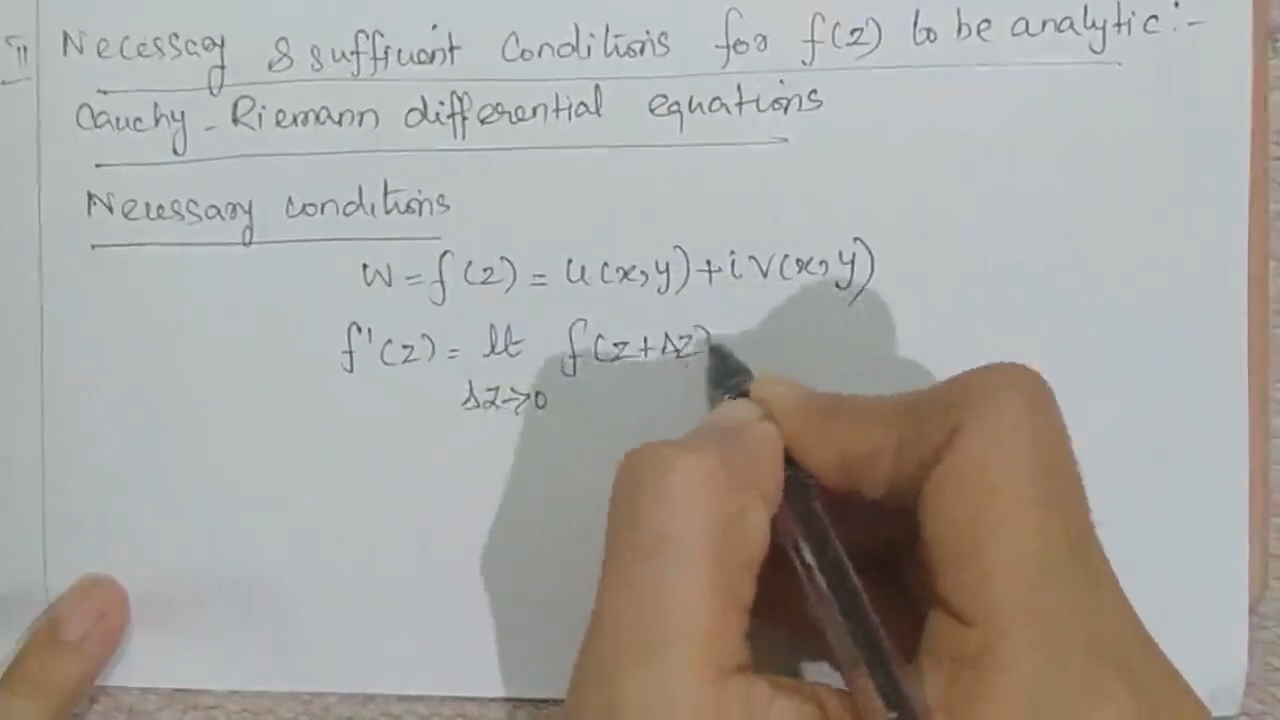 Necessary & sufficient Conditions for f(z) to be analytic :-
Cauchy - Riemann differential equations
Necessary conditions
W = f(z) = u(x,y) + i v(x,y)
f'(z) = lt f(z+Δz)
Δz→0